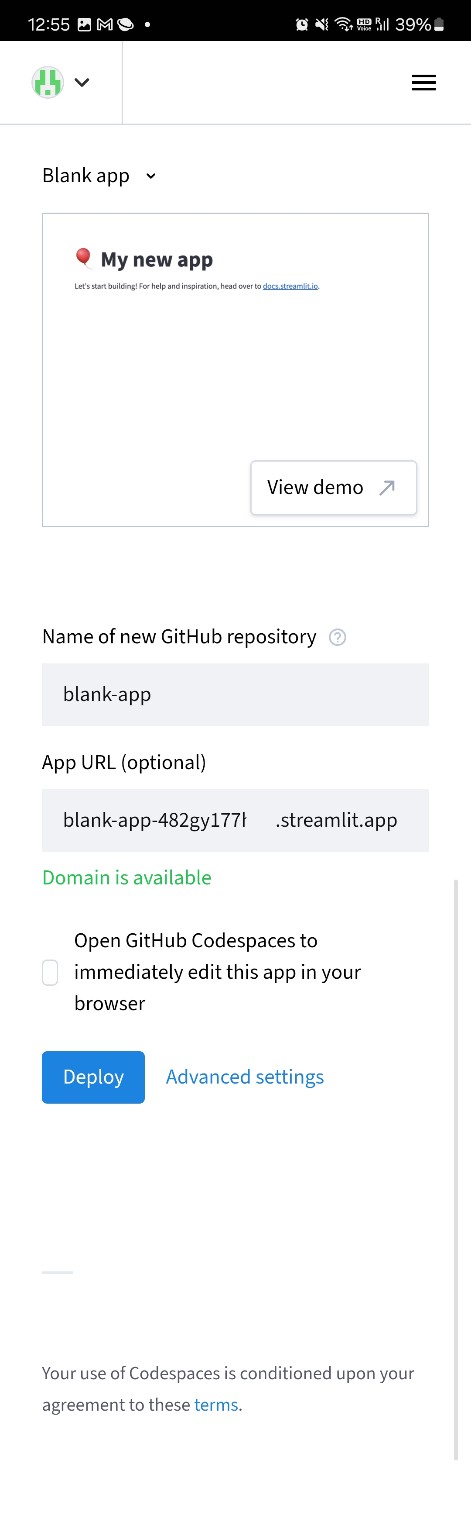 12:55
HD
Voice
R
39%
Blank app
My new app
Let's start building! For help and inspiration, head over to docs.streamlit.io.
View demo
Name of new GitHub repository ?
blank-app
App URL (optional)
blank-app-482gy177 .streamlit.app
Domain is available
Open GitHub Codespaces to
immediately edit this app in your
browser
Deploy Advanced settings
Your use of Codespaces is conditioned upon your
agreement to these terms.